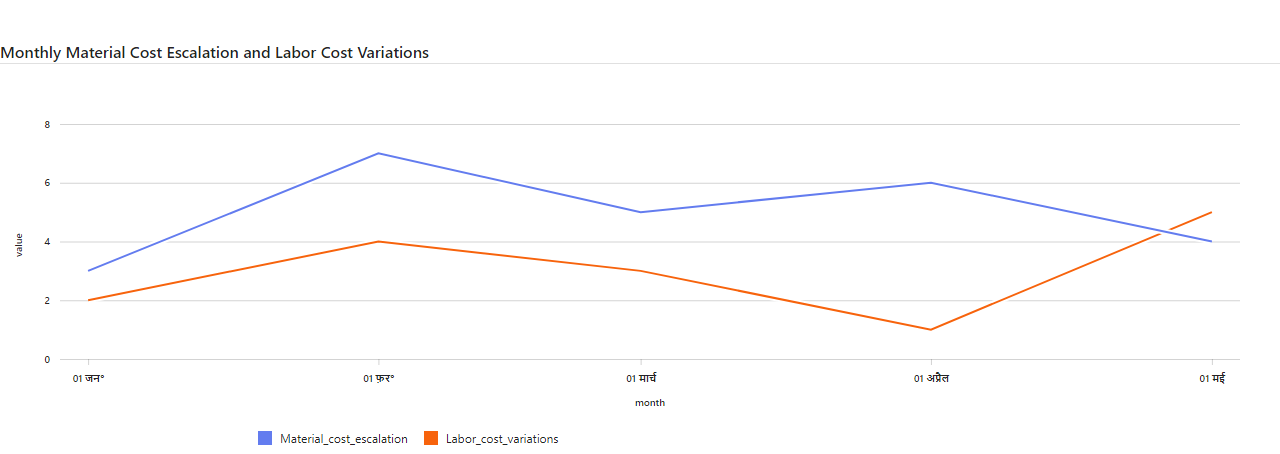 Monthly Material Cost Escalation and Labor Cost Variations
8
6
4
2
0
value
01 जन॰ 01 फ़र॰ 01 मार्च 01 अप्रैल 01 मई
month
Material_cost_escalation Labor_cost_variations